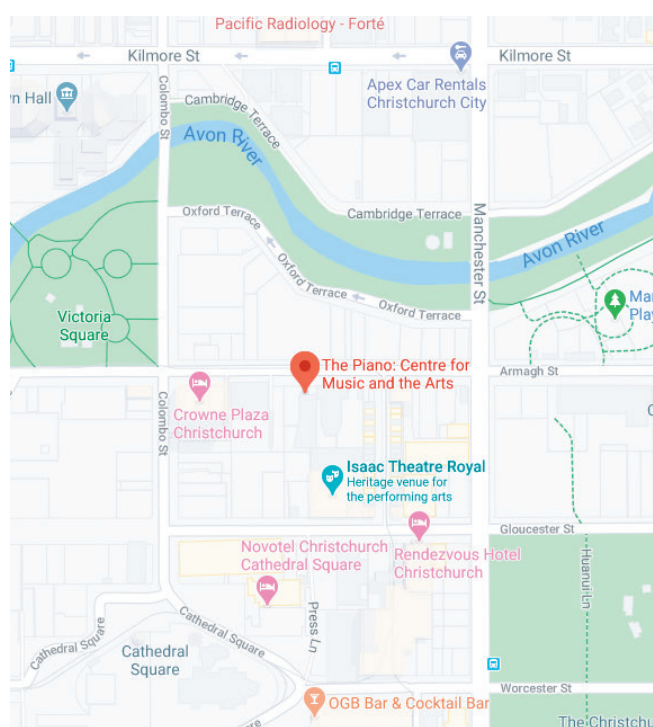 Pacific Radiology - Forté
Kilmore St
Kilmore St
Apex Car Rentals
Christchurch City
Colombo St
Cambridge Terrace
Avon River
Oxford
Terrace
Cambridge Terrace
Manchester St
Avon River
Oxford Terrace
Oxford Terrace
Victoria
Square
The Piano: Centre for
Music and the Arts
Armagh St
Crowne Plaza
Christchurch
Colombo St
Isaac Theatre Royal
Heritage venue for
the performing arts
Gloucester St
Novotel Christchurch
Cathedral Square
Rendezvous Hotel
Christchurch
Huanui Ln
Press Ln
Cathedral Square
Cathedral Square
Cathedral
Square
Worcester St
OGB Bar & Cocktail Bar
The